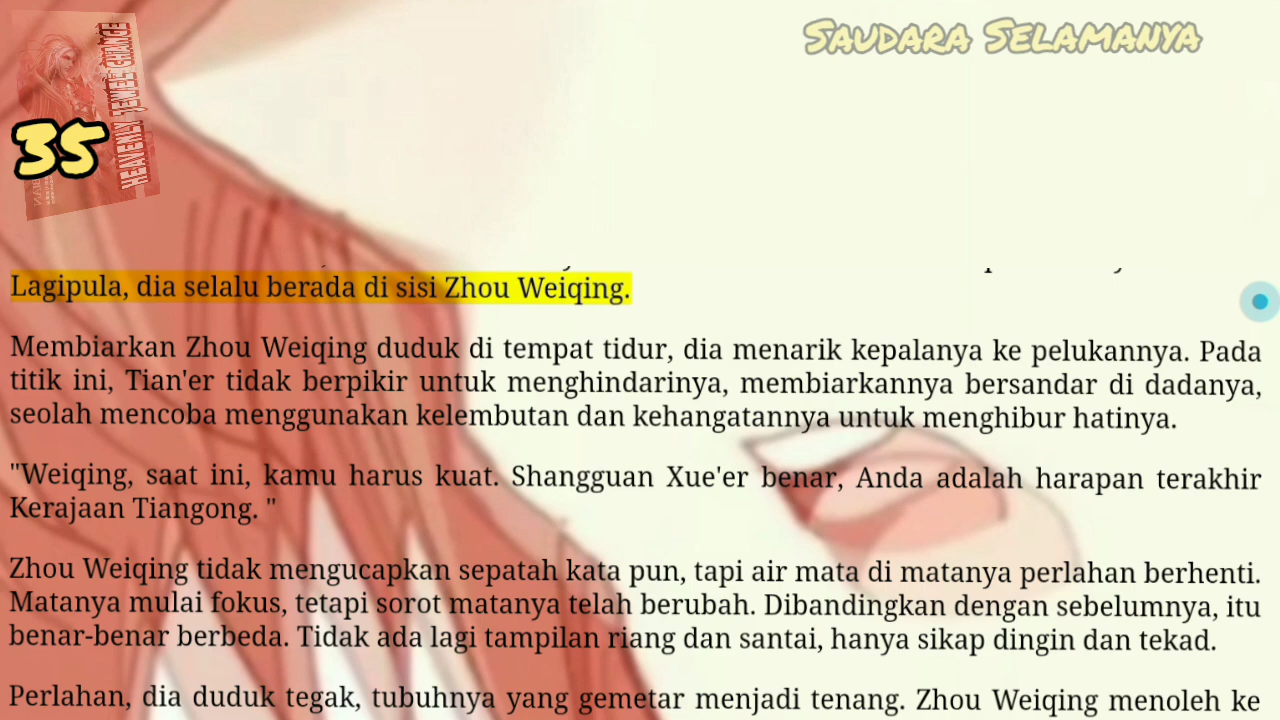 Saudara Selamanya
HEAVENLY JEWEL CHANGE
35
Lagipula, dia selalu berada di sisi Zhou Weiqing.
Membiarkan Zhou Weiqing duduk di tempat tidur, dia menarik kepalanya ke pelukannya. Pada
titik ini, Tian'er tidak berpikir untuk menghindarinya, membiarkannya bersandar di dadanya,
seolah mencoba menggunakan kelembutan dan kehangatannya untuk menghibur hatinya.
"Weiqing, saat ini, kamu harus kuat. Shangguan Xue'er benar, Anda adalah harapan terakhir
Kerajaan Tiangong. "
Zhou Weiqing tidak mengucapkan sepatah kata pun, tapi air mata di matanya perlahan berhenti.
Matanya mulai fokus, tetapi sorot matanya telah berubah. Dibandingkan dengan sebelumnya, itu
benar-benar berbeda. Tidak ada lagi tampilan riang dan santai, hanya sikap dingin dan tekad.
Perlahan, dia duduk tegak, tubuhnya yang gemetar menjadi tenang. Zhou Weiqing menoleh ke